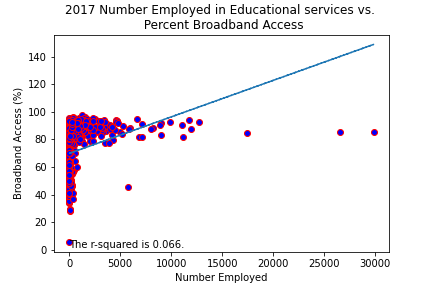 2017 Number Employed in Educational services vs.
Percent Broadband Access
Broadband Access (%)
140
120
100
80
60
40
20
0
The r-squared is 0.066.
0 5000 10000 15000 20000 25000 30000
Number Employed